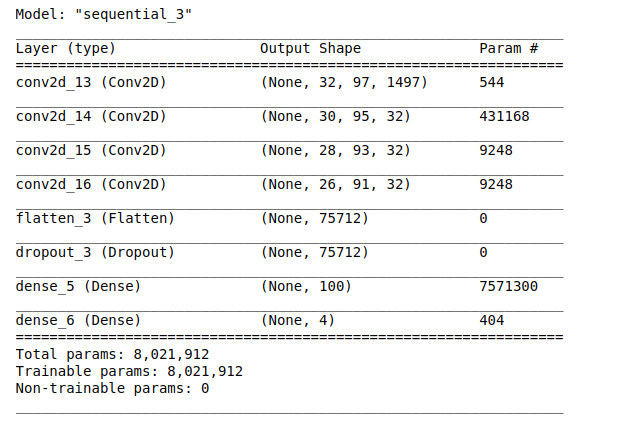 Model: "sequential_3"
_________________________________________________________________
Layer (type)                 Output Shape              Param #
=================================================================
conv2d_13 (Conv2D)           (None, 32, 97, 1497)      544
_________________________________________________________________
conv2d_14 (Conv2D)           (None, 30, 95, 32)        431168
_________________________________________________________________
conv2d_15 (Conv2D)           (None, 28, 93, 32)        9248
_________________________________________________________________
conv2d_16 (Conv2D)           (None, 26, 91, 32)        9248
_________________________________________________________________
flatten_3 (Flatten)          (None, 75712)             0
_________________________________________________________________
dropout_3 (Dropout)          (None, 75712)             0
_________________________________________________________________
dense_5 (Dense)              (None, 100)               7571300
_________________________________________________________________
dense_6 (Dense)              (None, 4)                 404
=================================================================
Total params: 8,021,912
Trainable params: 8,021,912
Non-trainable params: 0
_________________________________________________________________